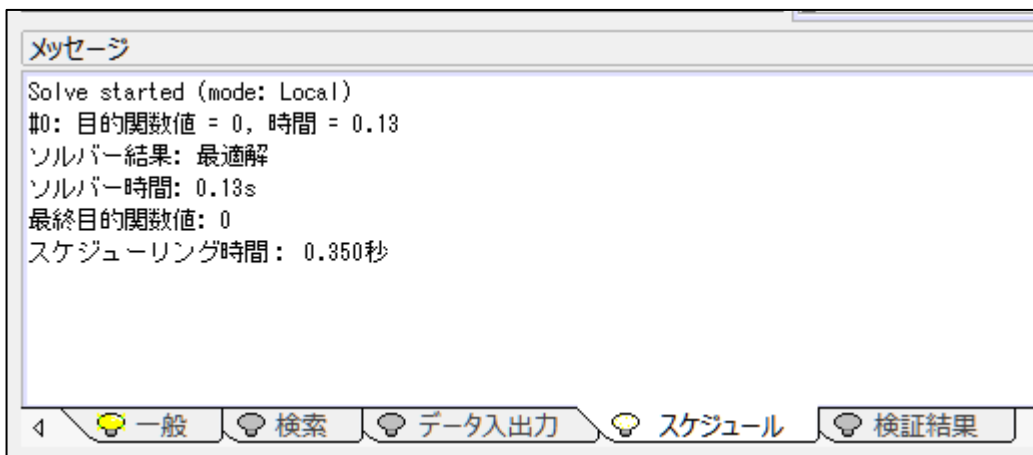 メッセージ
Solve started (mode: Local)
#0: 目的関数値 = 0, 時間 = 0.13
ソルバー結果: 最適解
ソルバー時間: 0.13s
最終目的関数値: 0
スケジューリング時間: 0.350秒
一般 検索 データ入出力 スケジュール 検証結果